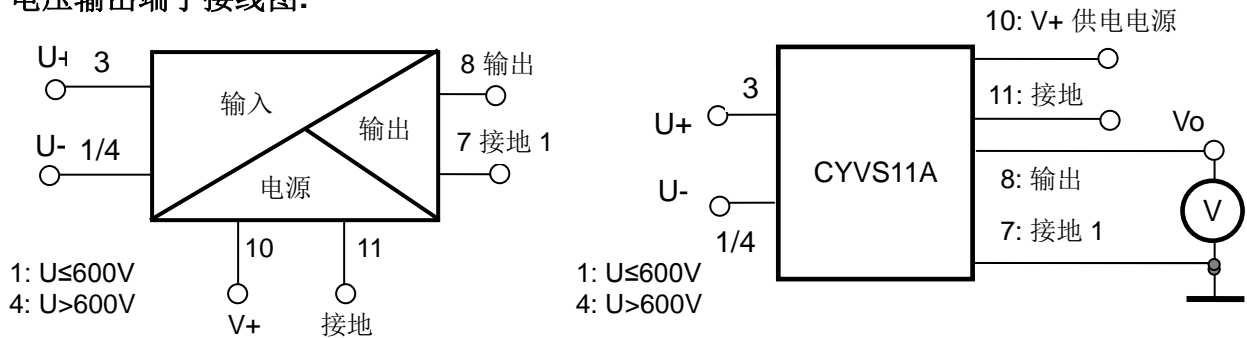 电压输出端子接线图:
U+ 3
U- 1/4
输入
输出
电源
8 输出
7 接地 1
10
11
V+
接地
1: U≤600V
4: U>600V
10: V+ 供电电源
11: 接地
3
U+
U-
1/4
CYVS11A
Vo
8: 输出
V
7: 接地 1
1: U≤600V
4: U>600V